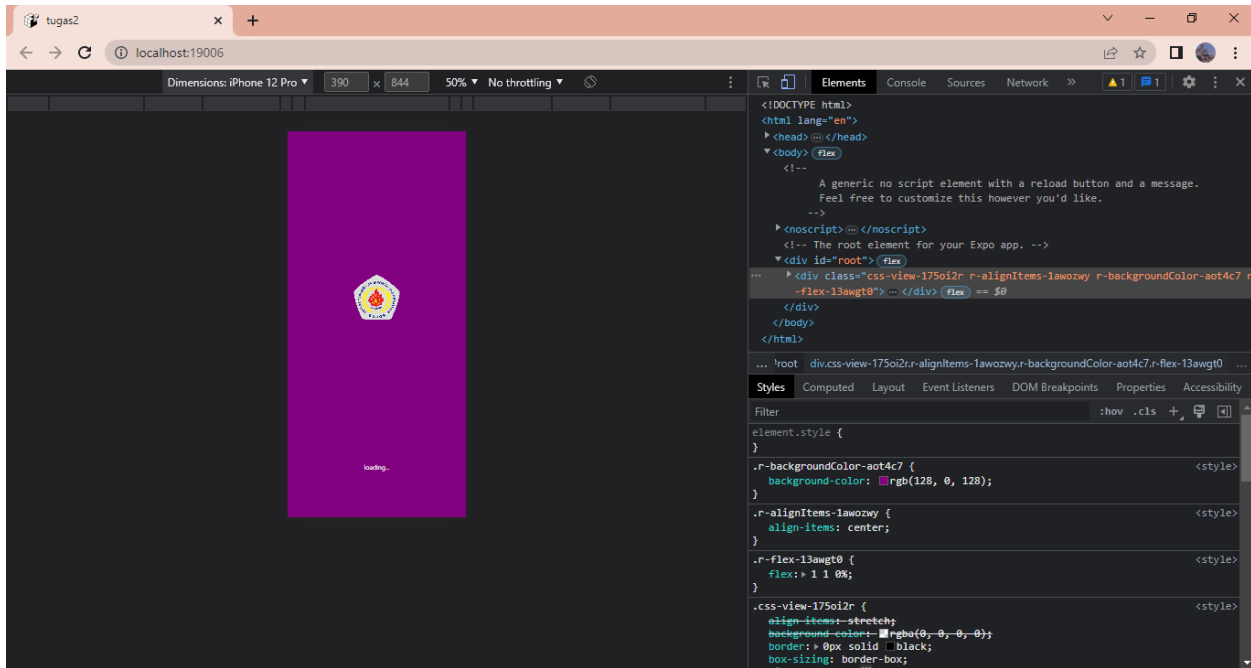 tugas2
localhost:19006
Dimensions: iPhone 12 Pro ▼ 390 × 844 50% ▼ No throttling ▼
Elements Console Sources Network » 1 1
<!DOCTYPE html>
<html lang="en">
<head> ⋯ </head>
<body> flex
<!--
A generic no script element with a reload button and a message.
Feel free to customize this however you'd like.
-->
<noscript> ⋯ </noscript>
<!-- The root element for your Expo app. -->
<div id="root"> flex
<div class="css-view-175oi2r r-alignItems-1awozwy r-backgroundColor-aot4c7 r
-flex-13awgt0"> ⋯ </div> flex == $0
</div>
</body>
</html>
... root div.css-view-175oi2r.r-alignItems-1awozwy.r-backgroundColor-aot4c7.r-flex-13awgt0 ...
Styles Computed Layout Event Listeners DOM Breakpoints Properties Accessibility
Filter :hov .cls +
element.style {
}
.r-backgroundColor-aot4c7 { <style>
background-color: rgb(128, 0, 128);
}
.r-alignItems-1awozwy { <style>
align-items: center;
}
.r-flex-13awgt0 { <style>
flex: 1 1 0%;
}
.css-view-175oi2r { <style>
align-items: stretch;
background-color: rgba(0, 0, 0, 0);
border: 0px solid black;
box-sizing: border-box;
loading...